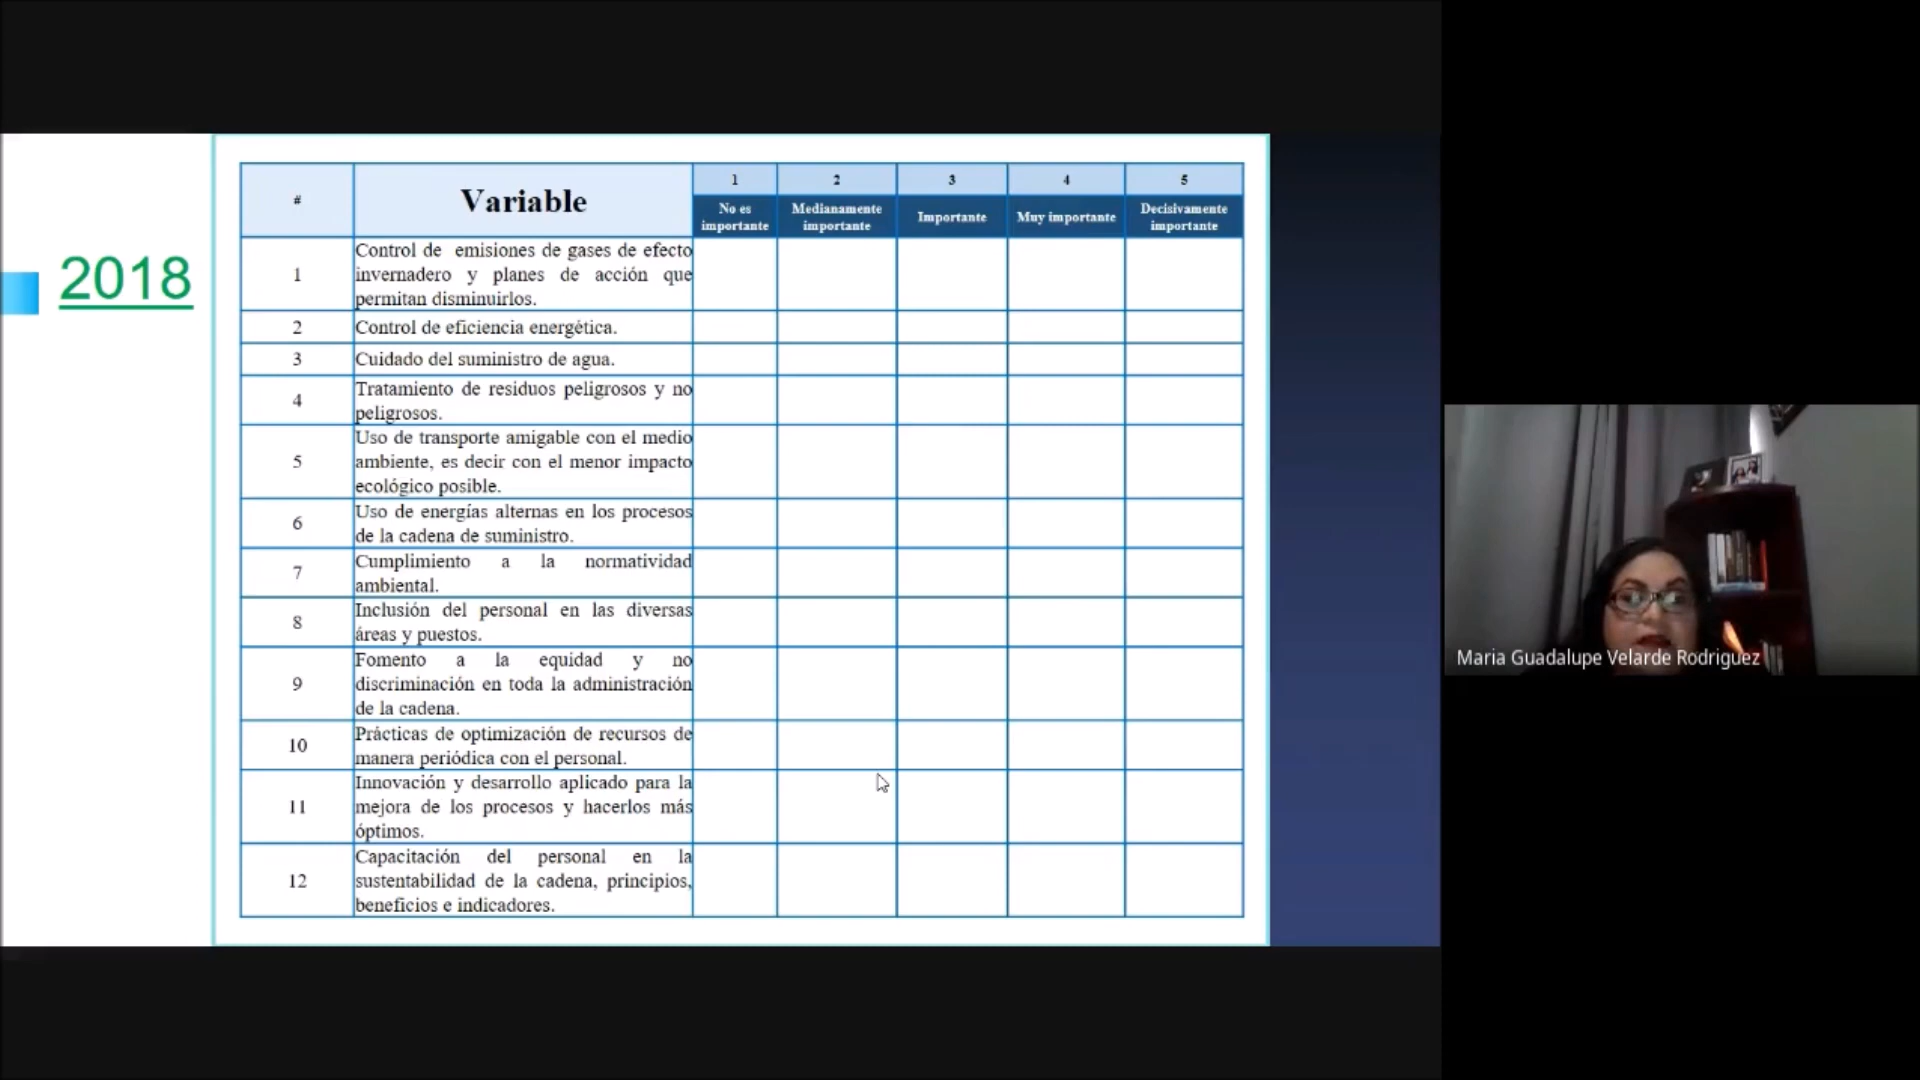 2018
# Variable 1 2 3 4 5
No es importante
Medianamente importante
Importante
Muy importante
Decisivamente importante
1
Control de emisiones de gases de efecto
invernadero y planes de acción que
permitan disminuirlos.
2
Control de eficiencia energética.
3
Cuidado del suministro de agua.
4
Tratamiento de residuos peligrosos y no
peligrosos.
5
Uso de transporte amigable con el medio
ambiente, es decir con el menor impacto
ecológico posible.
6
Uso de energías alternas en los procesos
de la cadena de suministro.
7
Cumplimiento a la normatividad
ambiental.
8
Inclusión del personal en las diversas
áreas y puestos.
9
Fomento a la equidad y no
discriminación en toda la administración
de la cadena.
10
Prácticas de optimización de recursos de
manera periódica con el personal.
11
Innovación y desarrollo aplicado para la
mejora de los procesos y hacerlos más
óptimos.
12
Capacitación del personal en la
sustentabilidad de la cadena, principios,
beneficios e indicadores.
Maria Guadalupe Velarde Rodriguez